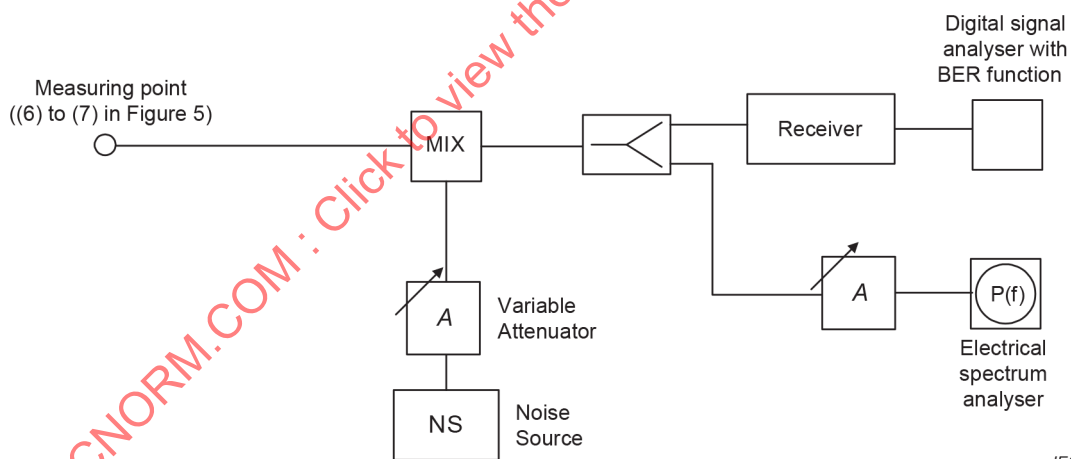 Digital signal
analyser with
BER function
Measuring point
((6) to (7) in Figure 5)
MIX
Receiver
A
Variable
Attenuator
A
P(f)
Electrical
spectrum
analyser
NS
Noise
Source
CNORM.COM : Click to view the